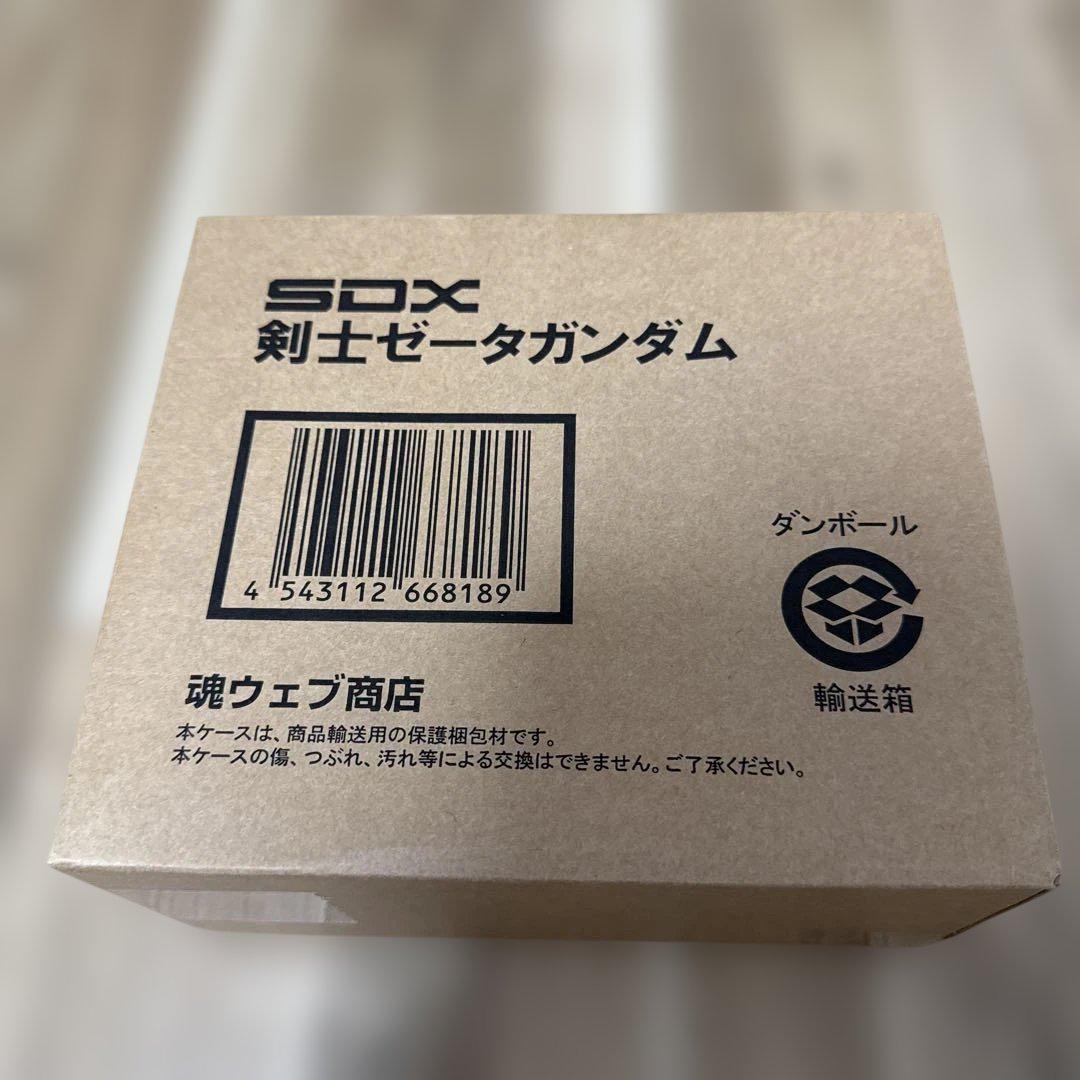 SDX
剣士ゼータガンダム
4 543112 668189
ダンボール
輸送箱
魂ウェブ商店
本ケースは、商品輸送用の保護梱包材です。
本ケースの傷、つぶれ、汚れ等による交換はできません。ご了承ください。